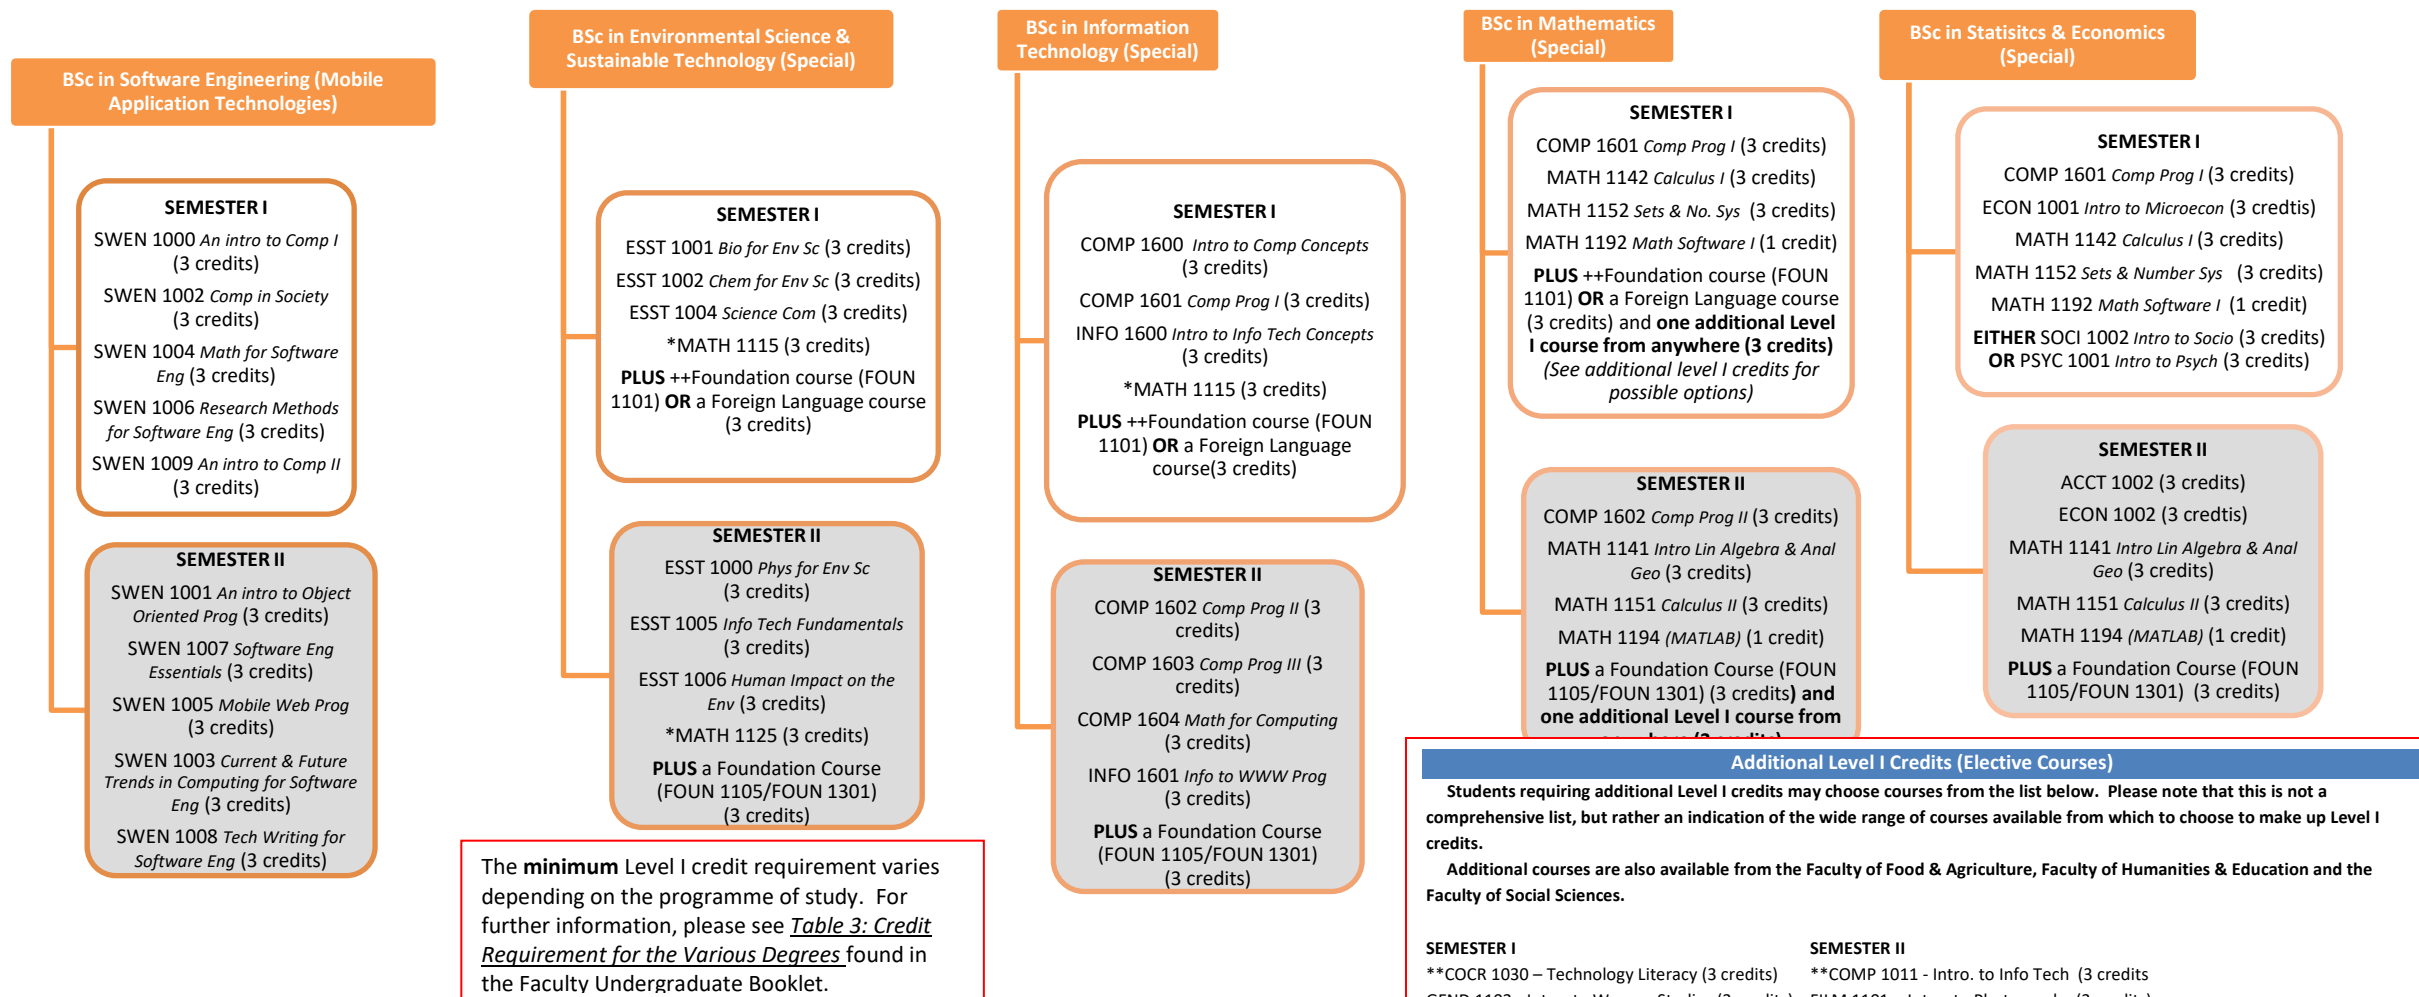 BSc in Software Engineering (Mobile
Application Technologies)
SEMESTER I
SWEN 1000 An intro to Comp I
(3 credits)
SWEN 1002 Comp in Society
(3 credits)
SWEN 1004 Math for Software
Eng (3 credits)
SWEN 1006 Research Methods
for Software Eng (3 credits)
SWEN 1009 An intro to Comp II
(3 credits)
SEMESTER II
SWEN 1001 An intro to Object
Oriented Prog (3 credits)
SWEN 1007 Software Eng
Essentials (3 credits)
SWEN 1005 Mobile Web Prog
(3 credits)
SWEN 1003 Current & Future
Trends in Computing for Software
Eng (3 credits)
SWEN 1008 Tech Writing for
Software Eng (3 credits)
BSc in Environmental Science &
Sustainable Technology (Special)
SEMESTER I
ESST 1001 Bio for Env Sc (3 credits)
ESST 1002 Chem for Env Sc (3 credits)
ESST 1004 Science Com (3 credits)
*MATH 1115 (3 credits)
PLUS ++Foundation course (FOUN
1101) OR a Foreign Language course
(3 credits)
SEMESTER II
ESST 1000 Phys for Env Sc
(3 credits)
ESST 1005 Info Tech Fundamentals
(3 credits)
ESST 1006 Human Impact on the
Env (3 credits)
*MATH 1125 (3 credits)
PLUS a Foundation Course
(FOUN 1105/FOUN 1301)
(3 credits)
The minimum Level I credit requirement varies
depending on the programme of study. For
further information, please see Table 3: Credit
Requirement for the Various Degrees found in
the Faculty Undergraduate Booklet.
BSc in Information
Technology (Special)
SEMESTER I
COMP 1600 Intro to Comp Concepts
(3 credits)
COMP 1601 Comp Prog I (3 credits)
INFO 1600 Intro to Info Tech Concepts
(3 credits)
*MATH 1115 (3 credits)
PLUS ++Foundation course (FOUN
1101) OR a Foreign Language
course(3 credits)
SEMESTER II
COMP 1602 Comp Prog II (3
credits)
COMP 1603 Comp Prog III (3
credits)
COMP 1604 Math for Computing
(3 credits)
INFO 1601 Info to WWW Prog
(3 credits)
PLUS a Foundation Course
(FOUN 1105/FOUN 1301)
(3 credits)
BSc in Mathematics
(Special)
SEMESTER I
COMP 1601 Comp Prog I (3 credits)
MATH 1142 Calculus I (3 credits)
MATH 1152 Sets & No. Sys (3 credits)
MATH 1192 Math Software I (1 credit)
PLUS ++Foundation course (FOUN
1101) OR a Foreign Language course
(3 credits) and one additional Level
I course from anywhere (3 credits)
(See additional level I credits for
possible options)
SEMESTER II
COMP 1602 Comp Prog II (3 credits)
MATH 1141 Intro Lin Algebra & Anal
Geo (3 credits)
MATH 1151 Calculus II (3 credits)
MATH 1194 (MATLAB) (1 credit)
PLUS a Foundation Course (FOUN
1105/FOUN 1301) (3 credits) and
one additional Level I course from
BSc in Statisitcs & Economics
(Special)
SEMESTER I
COMP 1601 Comp Prog I (3 credits)
ECON 1001 Intro to Microecon (3 credtis)
MATH 1142 Calculus I (3 credits)
MATH 1152 Sets & Number Sys (3 credits)
MATH 1192 Math Software I (1 credit)
EITHER SOCI 1002 Intro to Socio (3 credits)
OR PSYC 1001 Intro to Psych (3 credits)
SEMESTER II
ACCT 1002 (3 credits)
ECON 1002 (3 credtis)
MATH 1141 Intro Lin Algebra & Anal
Geo (3 credits)
MATH 1151 Calculus II (3 credits)
MATH 1194 (MATLAB) (1 credit)
PLUS a Foundation Course (FOUN
1105/FOUN 1301) (3 credits)
Additional Level I Credits (Elective Courses)
Students requiring additional Level I credits may choose courses from the list below. Please note that this is not a
comprehensive list, but rather an indication of the wide range of courses available from which to choose to make up Level I
credits.
Additional courses are also available from the Faculty of Food & Agriculture, Faculty of Humanities & Education and the
Faculty of Social Sciences.
SEMESTER I
**COCR 1030 – Technology Literacy (3 credits)
SEMESTER II
**COMP 1011 - Intro. to Info Tech (3 credits